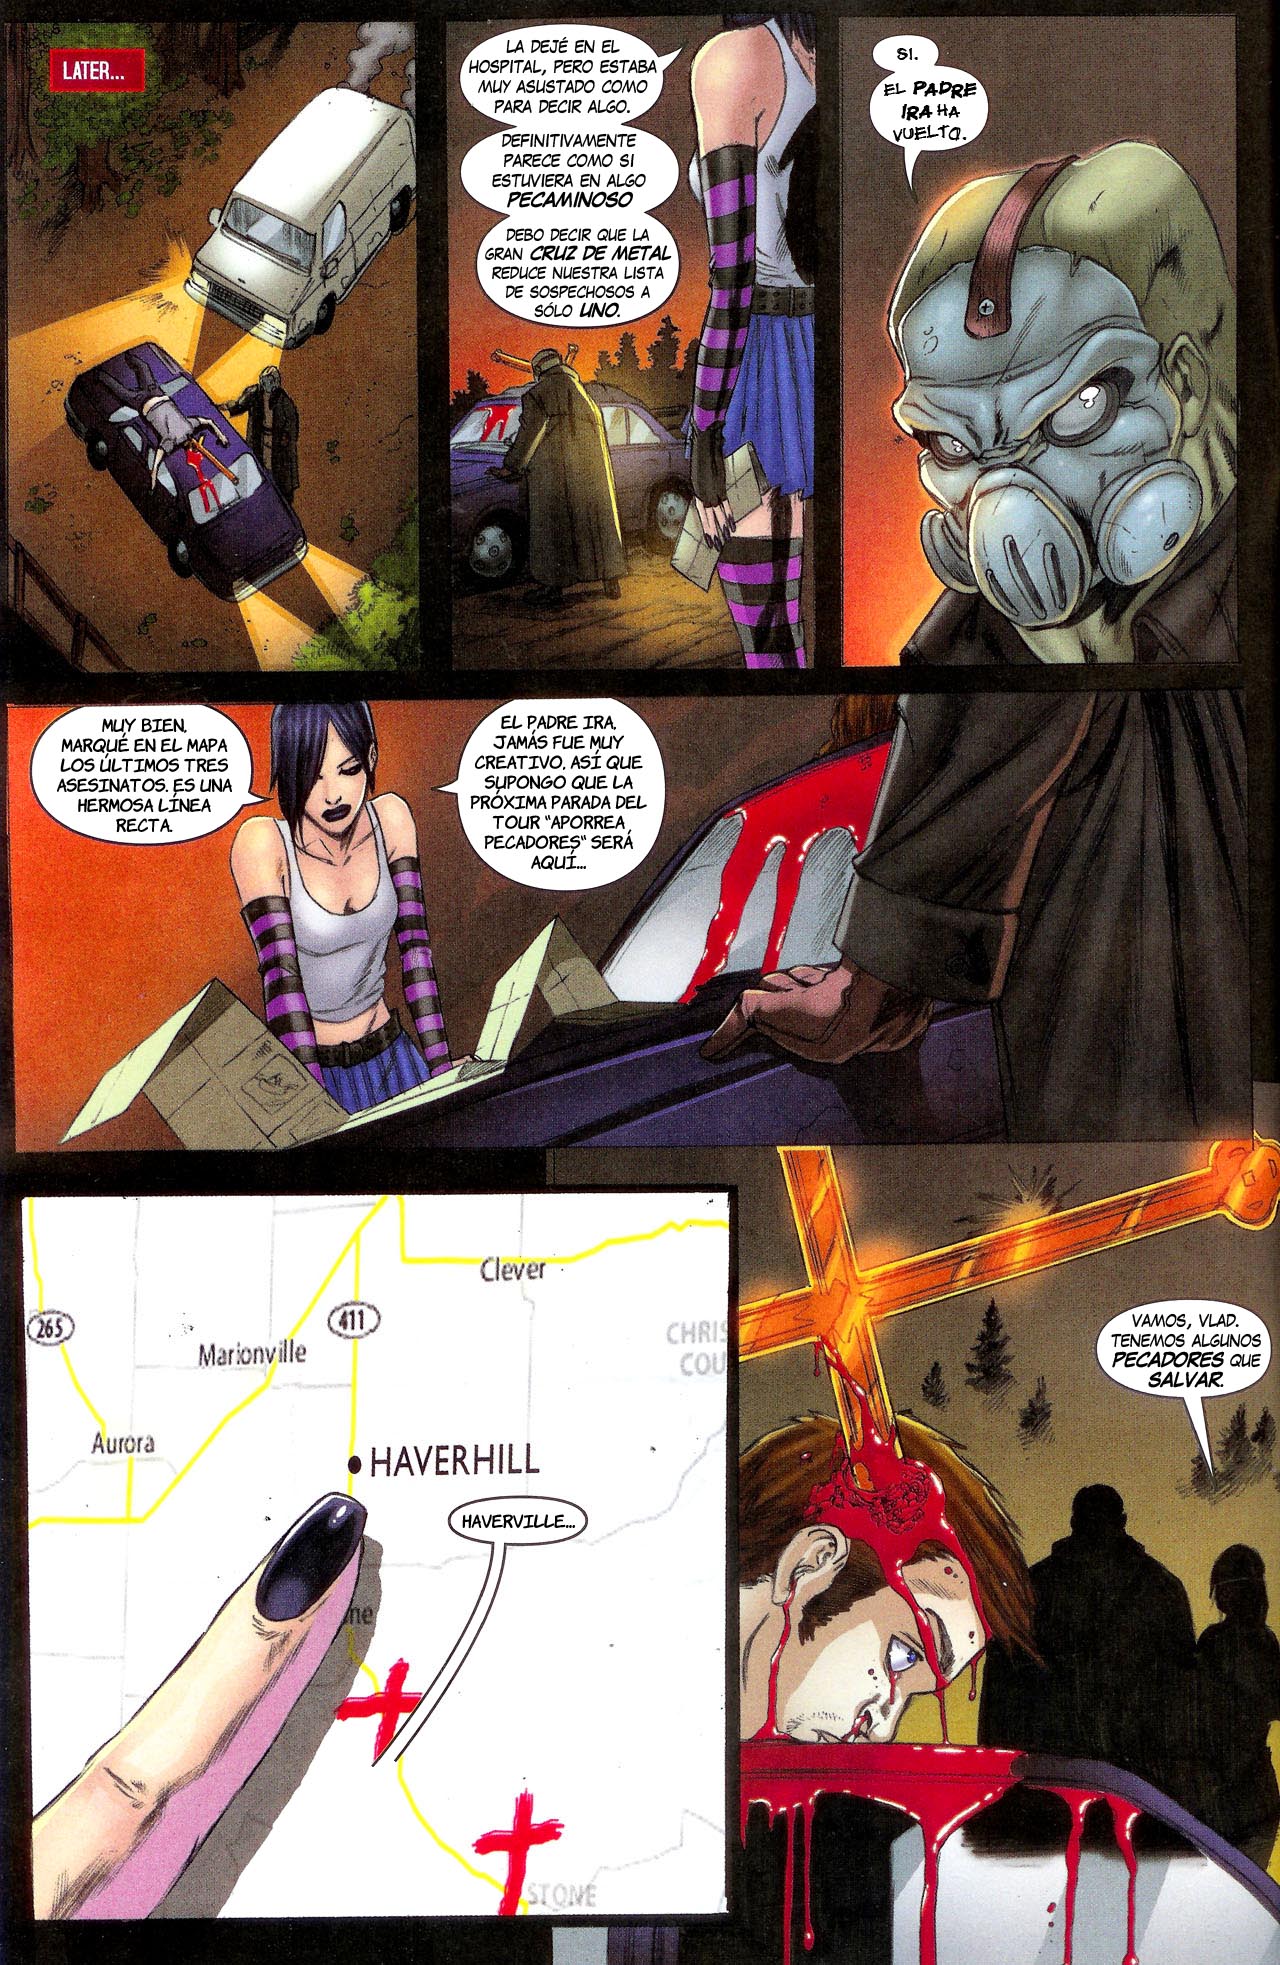 LATER...
LA DEJÉ EN EL
HOSPITAL, PERO ESTABA
MUY ASUSTADO COMO
PARA DECIR ALGO.
DEFINITIVAMENTE
PARECE COMO SI
ESTUVIERA EN ALGO
PECAMINOSO
DEBO DECIR QUE LA
GRAN CRUZ DE METAL
REDUCE NUESTRA LISTA
DE SOSPECHOSOS A
SÓLO UNO.
SI.
EL PADRE
IRA HA
VUELTO.
MUY BIEN,
MARQUÉ EN EL MAPA
LOS ÚLTIMOS TRES
ASESINATOS. ES UNA
HERMOSA LÍNEA
RECTA.
EL PADRE IRA,
JAMÁS FUE MUY
CREATIVO, ASÍ QUE
SUPONGO QUE LA
PRÓXIMA PARADA DEL
TOUR "APORREA
PECADORES" SERÁ
AQUÍ...
Clever
265
411
Marionville
CHRIS
COU
Aurora
HAVERHILL
HAVERVILLE...
ne
STONE
VAMOS, VLAD.
TENEMOS ALGUNOS
PECADORES QUE
SALVAR.